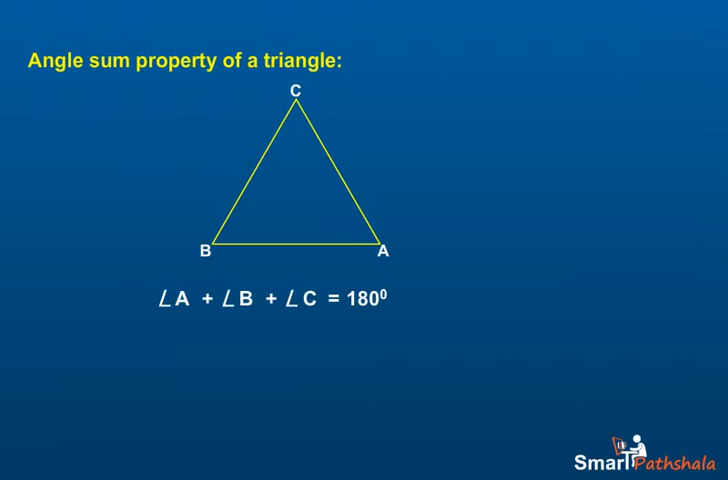 Angle sum property of a triangle:
C
B
A
∠A + ∠B + ∠C = 180⁰
SmartPathshala